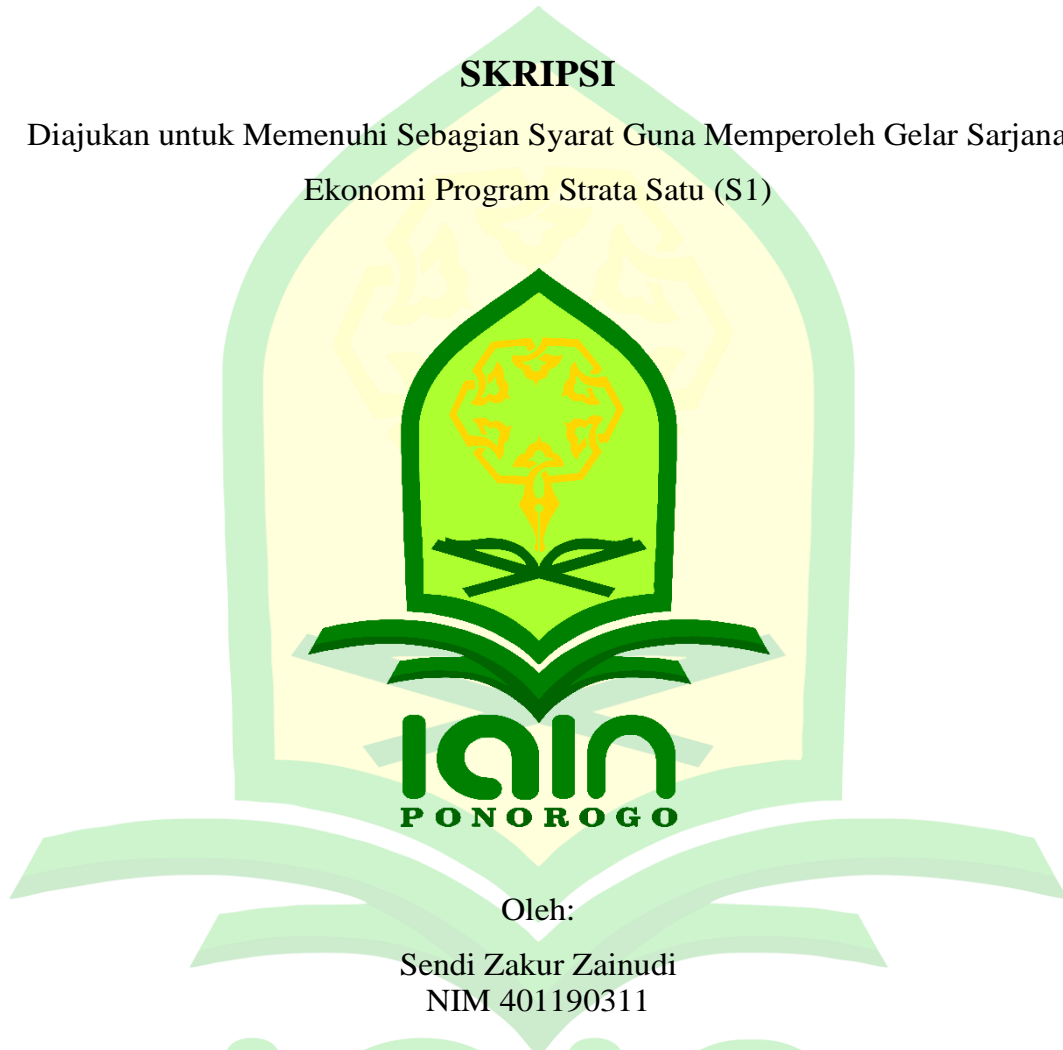 SKRIPSI
Diajukan untuk Memenuhi Sebagian Syarat Guna Memperoleh Gelar Sarjana
Ekonomi Program Strata Satu (S1)
iain
PONOROGO
Oleh:
Sendi Zakur Zainudi
NIM 401190311